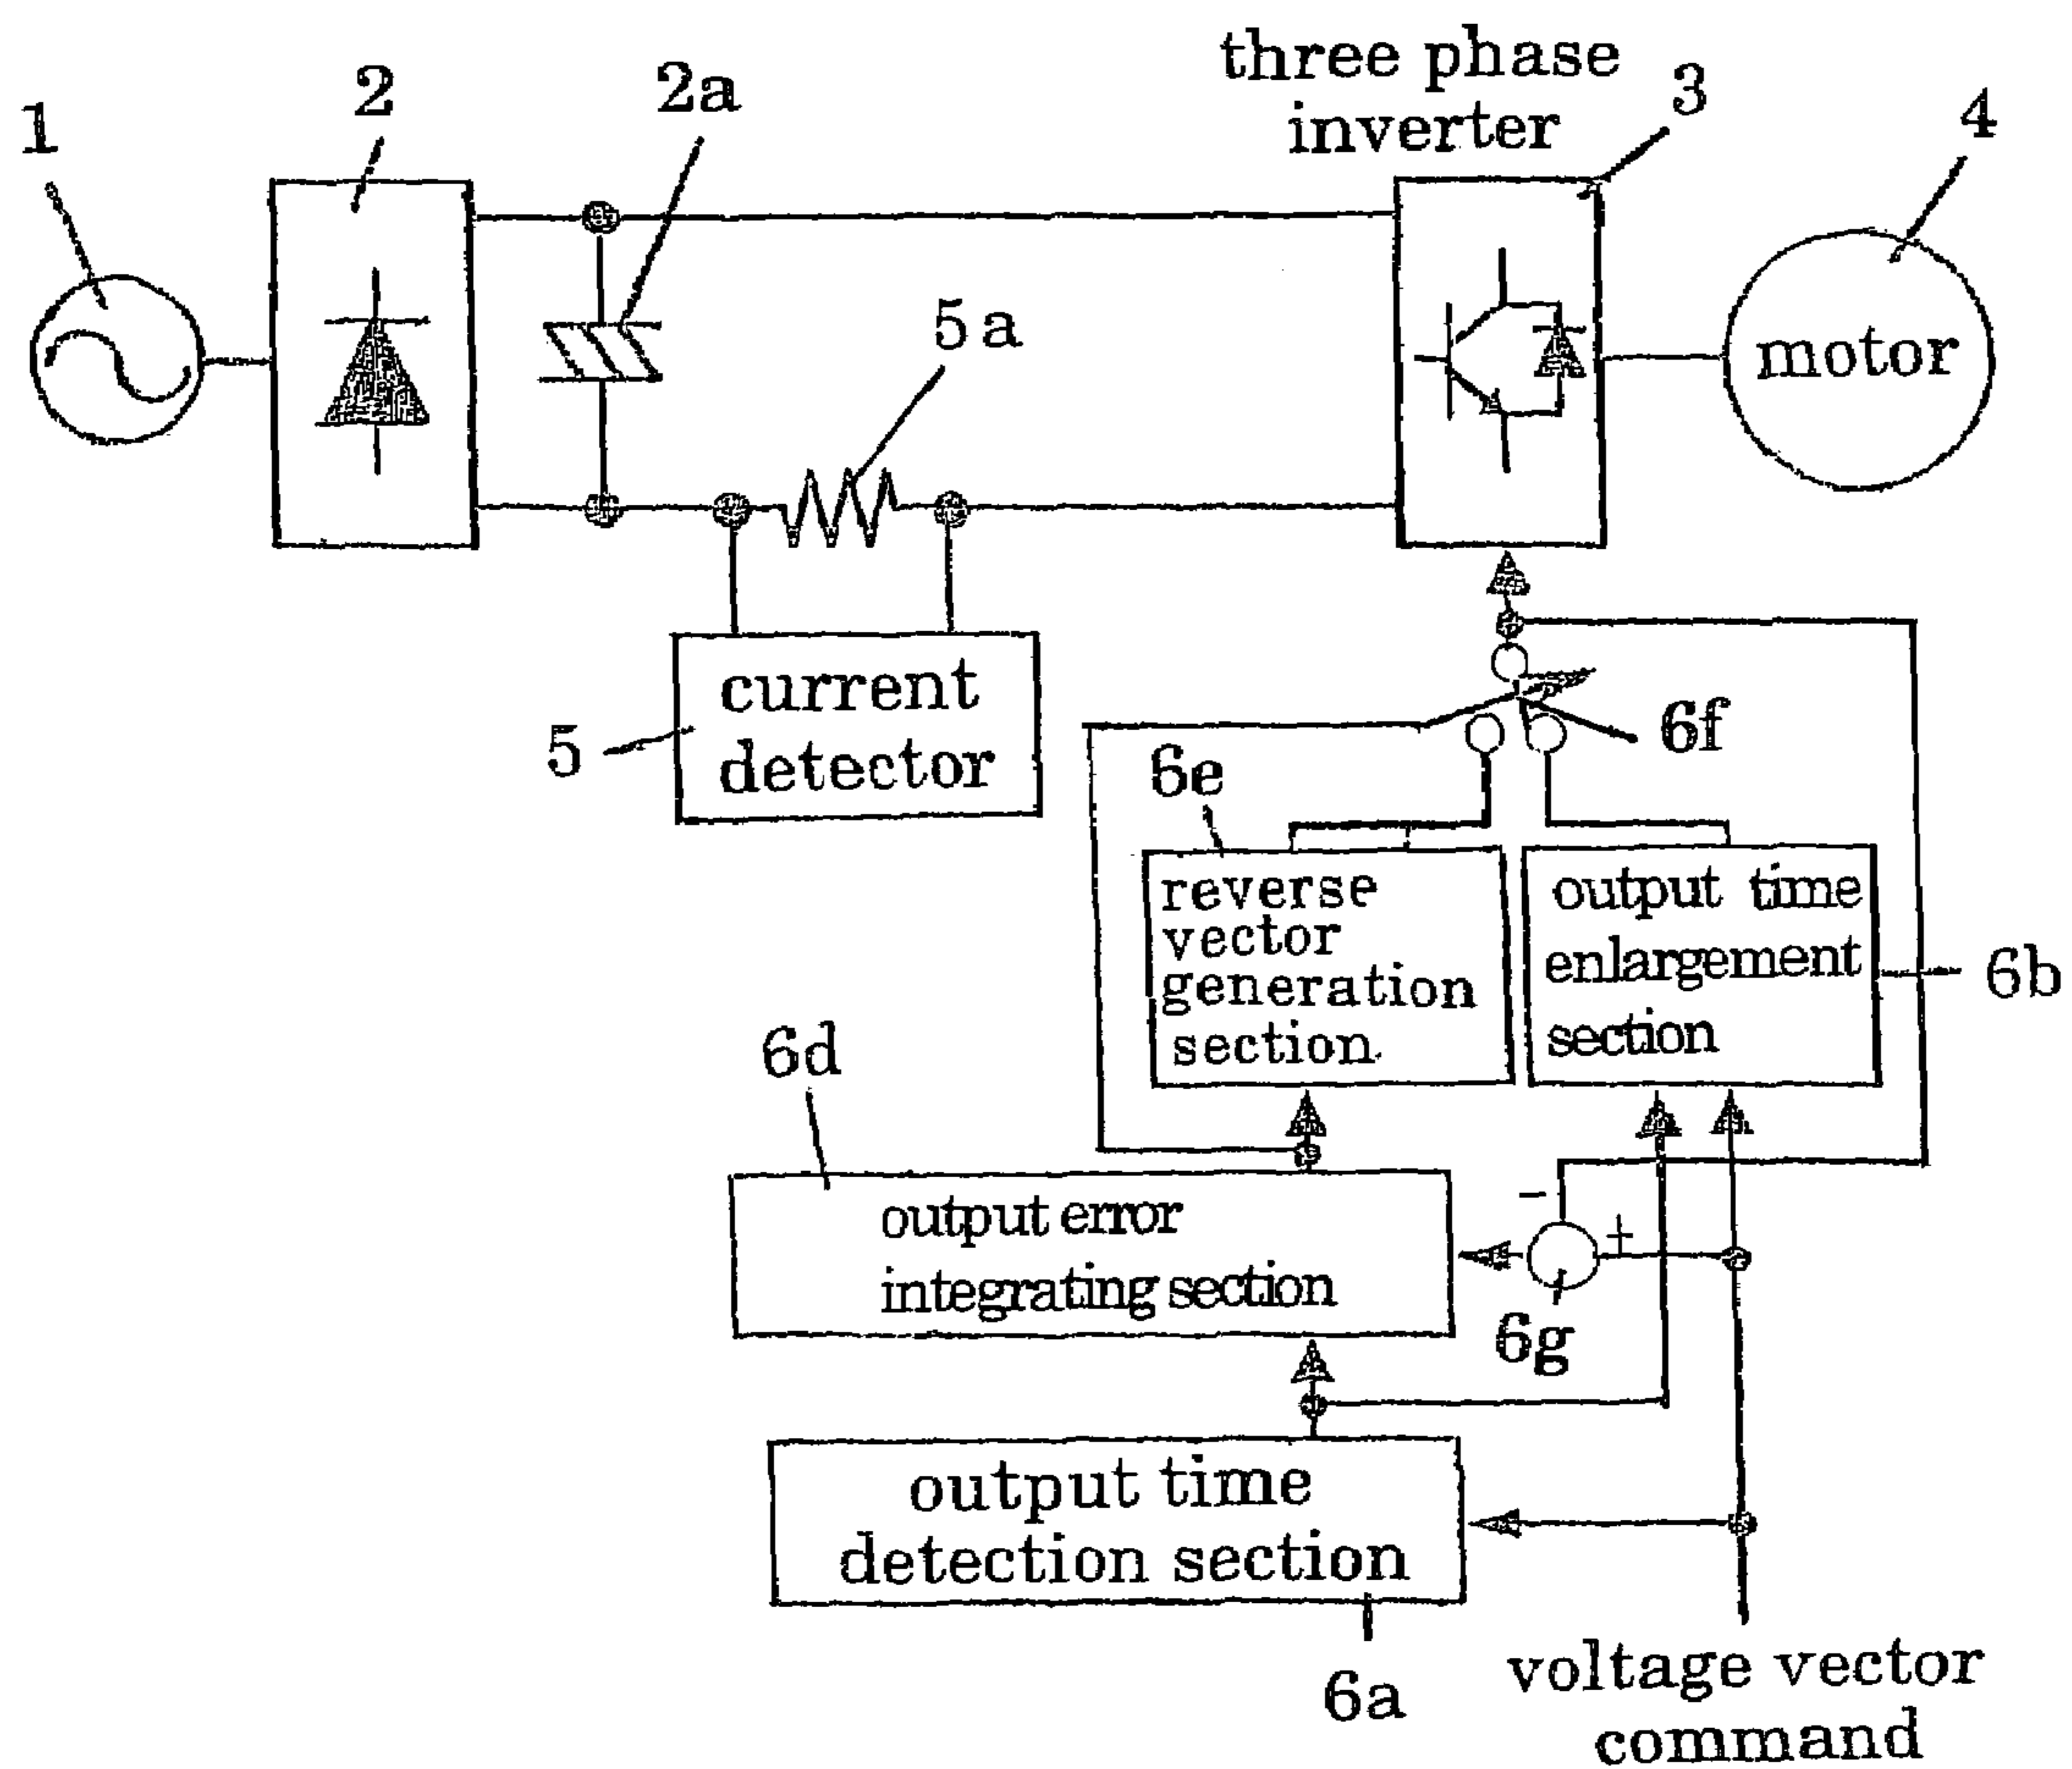 three phase
inverter
1
2
2a
3
4
5a
motor
current
detector
5
6f
6e
reverse
vector
generation
section
output time
enlargement
section
6b
6d
output error
integrating section
-
+
6g
output time
detection section
6a
voltage vector
command